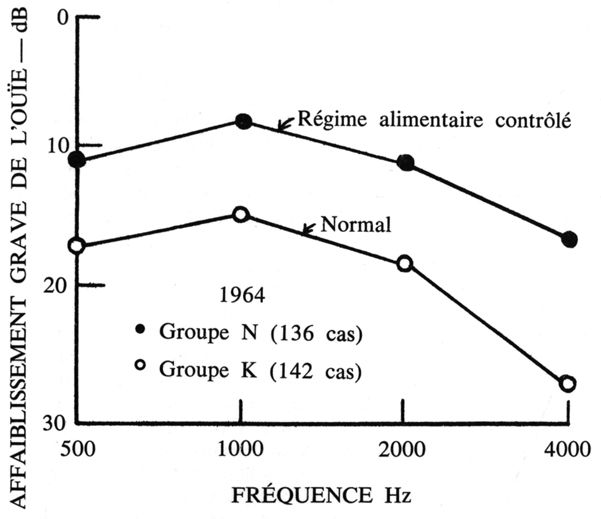 AFFAIBLISSEMENT GRAVE DE L'OUÏE — dB
0
10
20
30
Régime alimentaire contrôlé
Normal
1964
● Groupe N (136 cas)
○ Groupe K (142 cas)
500 1000 2000 4000
FRÉQUENCE Hz